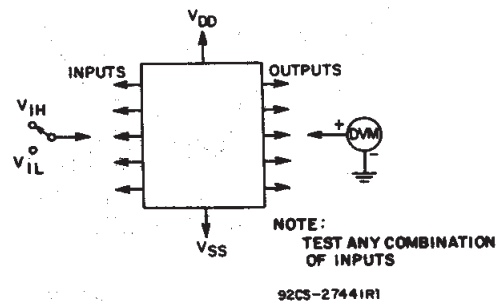 VDD
INPUTS
OUTPUTS
VIH
VIL
+
DVM
-
VSS
NOTE:
TEST ANY COMBINATION
OF INPUTS
92CS-27441R1